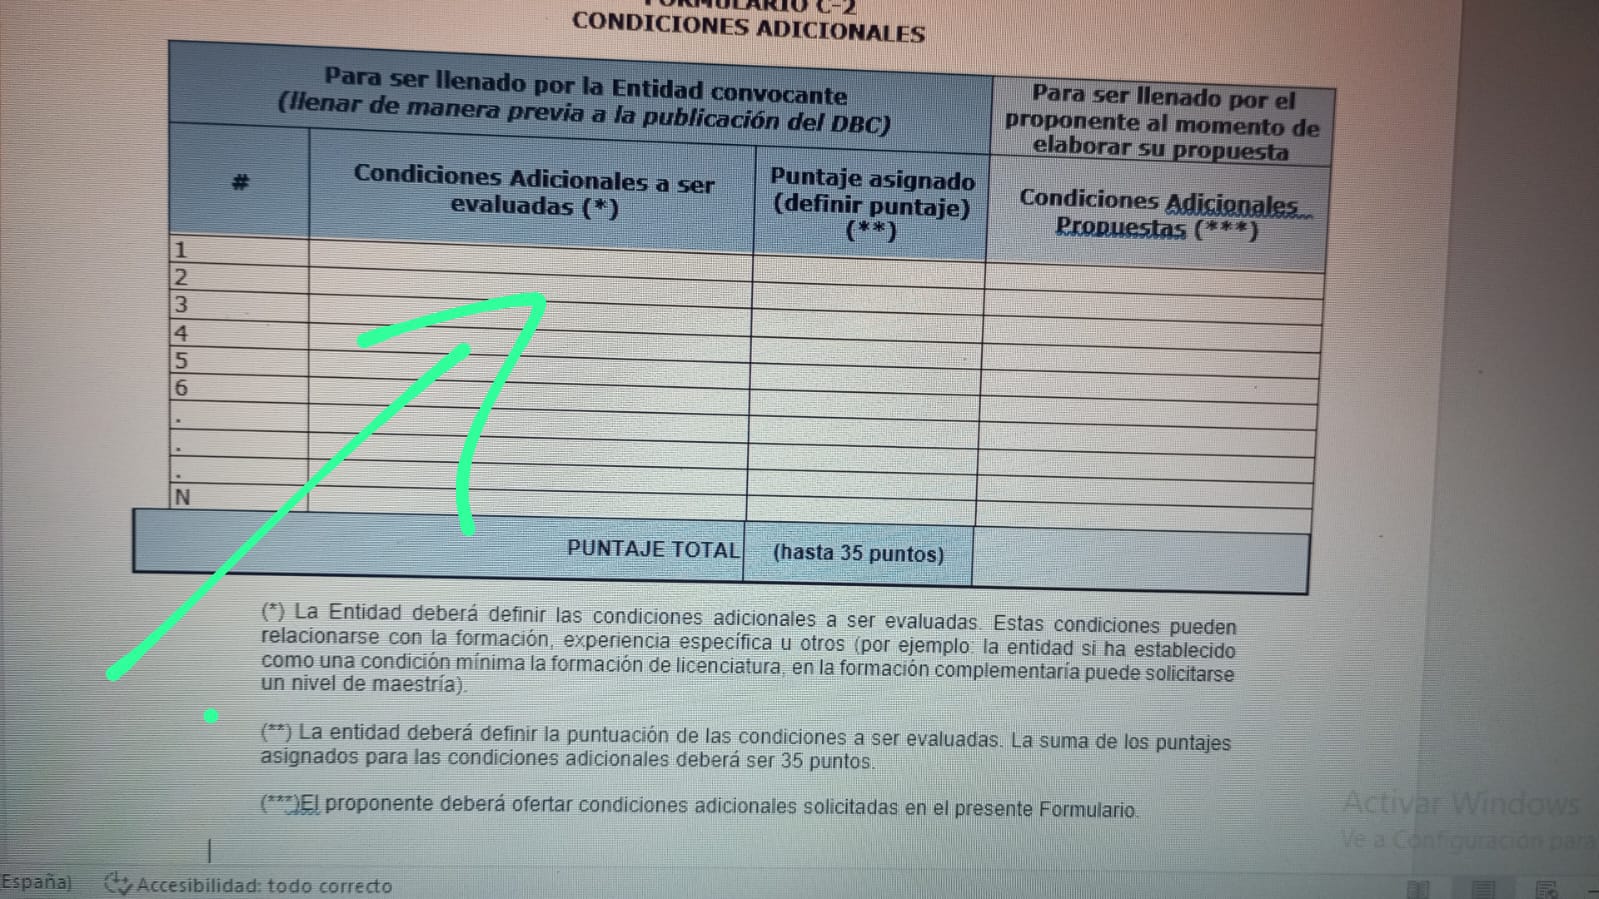 FORMULARIO C-2
CONDICIONES ADICIONALES
Para ser llenado por la Entidad convocante
(llenar de manera previa a la publicación del DBC)
Para ser llenado por el
proponente al momento de
elaborar su propuesta
#
Condiciones Adicionales a ser
evaluadas (*)
Puntaje asignado
(definir puntaje)
(**)
Condiciones Adicionales
Propuestas (***)
1
2
3
4
5
6
.
.
.
N
PUNTAJE TOTAL
(hasta 35 puntos)
(*) La Entidad deberá definir las condiciones adicionales a ser evaluadas. Estas condiciones pueden
relacionarse con la formación, experiencia específica u otros (por ejemplo: la entidad si ha establecido
como una condición mínima la formación de licenciatura, en la formación complementaría puede solicitarse
un nivel de maestría).
(**) La entidad deberá definir la puntuación de las condiciones a ser evaluadas. La suma de los puntajes
asignados para las condiciones adicionales deberá ser 35 puntos.
(***)El proponente deberá ofertar condiciones adicionales solicitadas en el presente Formulario.
Activar Windows
Ve a Configuración para
España)
Accesibilidad: todo correcto